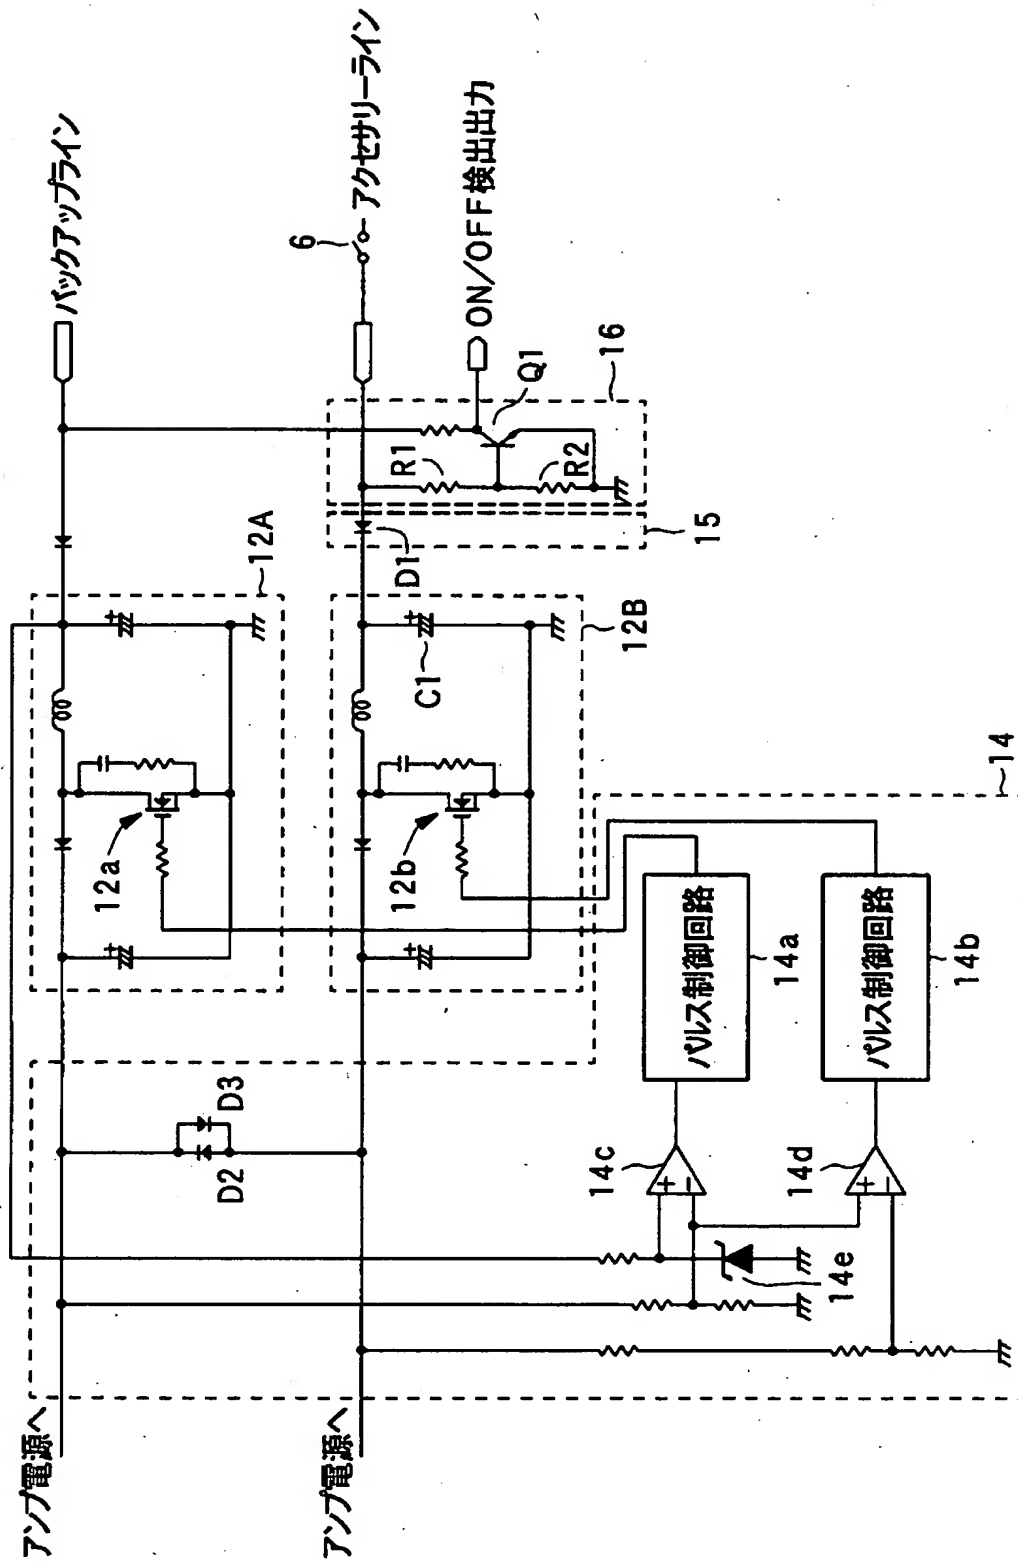 バックアップライン
6
アクセサリーライン
ON/OFF検出出力
16
Q1
R1
R2
15
D1
12A
12B
C1
12a
12b
14
パルス制御回路
14a
パルス制御回路
14b
D3
D2
14c
14d
14e
アンプ電源へ
アンプ電源へ